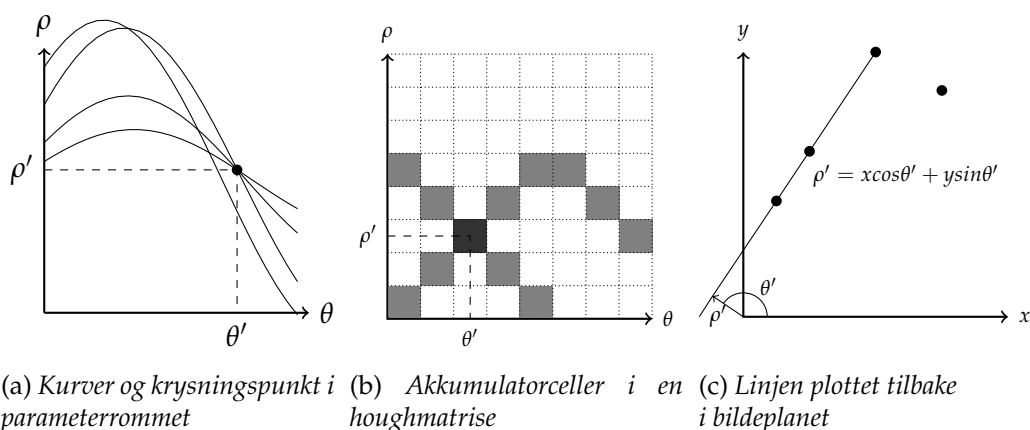 ρ
ρ′
θ′
θ
ρ
ρ′
θ′
θ
y
ρ′ = xcosθ′ + ysinθ′
θ′
ρ′
x
(a) Kurver og krysningspunkt i
parameterrommet
(b) Akkumulatorceller i en
houghmatrise
(c) Linjen plottet tilbake
i bildeplanet